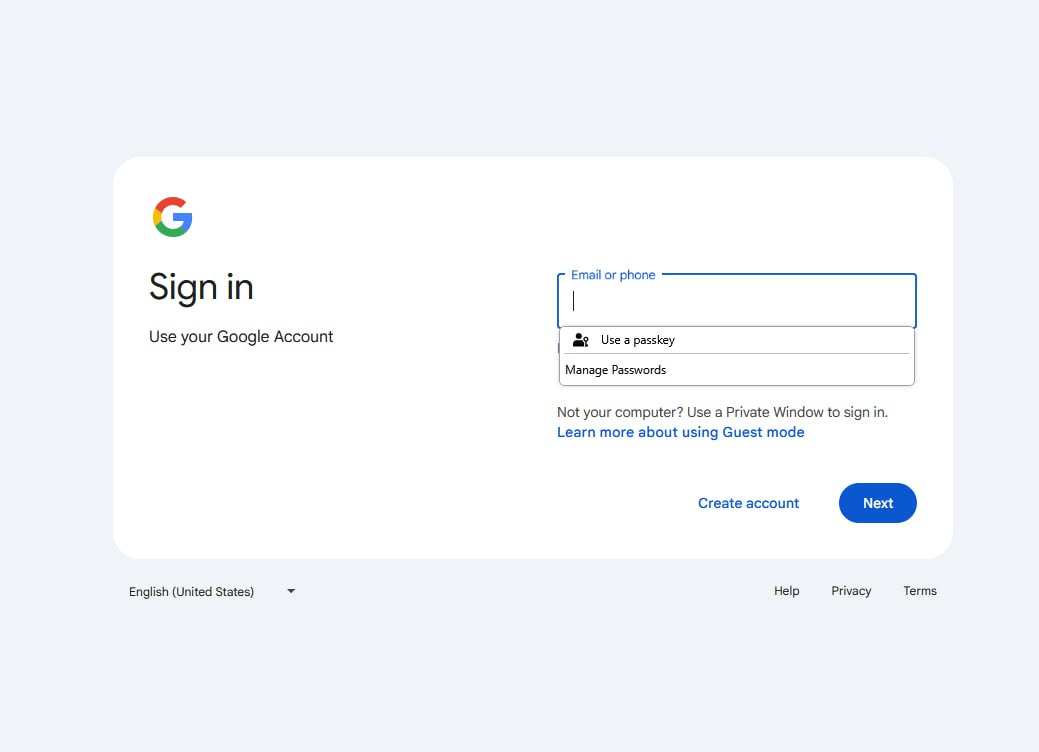 Sign in
Use your Google Account
Email or phone
Use a passkey
Manage Passwords
Not your computer? Use a Private Window to sign in.
Learn more about using Guest mode
Create account
Next
English (United States)
Help
Privacy
Terms